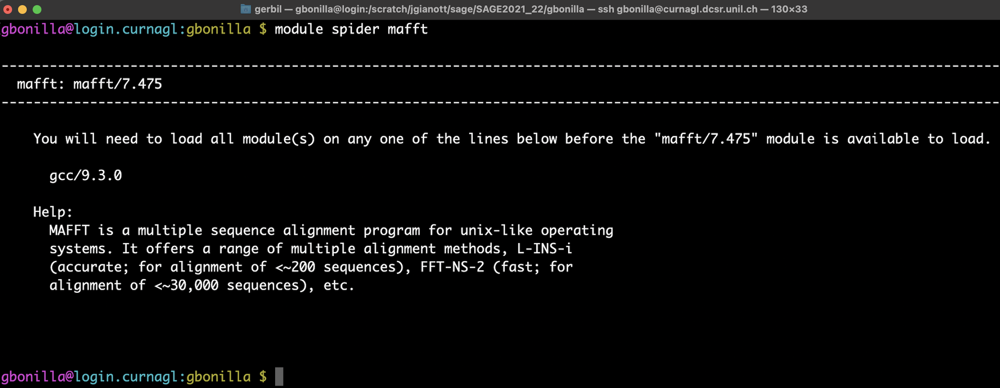 gerbil — gbonilla@login:/scratch/jgianott/sage/SAGE2021_22/gbonilla — ssh gbonilla@curnagl.dcsr.unil.ch — 130×33
gbonilla@login.curnagl:gbonilla $ module spider mafft
-----------------------------------------------------------------------------------------------------------------------------
mafft: mafft/7.475
-----------------------------------------------------------------------------------------------------------------------------
You will need to load all module(s) on any one of the lines below before the "mafft/7.475" module is available to load.
gcc/9.3.0
Help:
MAFFT is a multiple sequence alignment program for unix-like operating
systems. It offers a range of multiple alignment methods, L-INS-i
(accurate; for alignment of <~200 sequences), FFT-NS-2 (fast; for
alignment of <~30,000 sequences), etc.
gbonilla@login.curnagl:gbonilla $